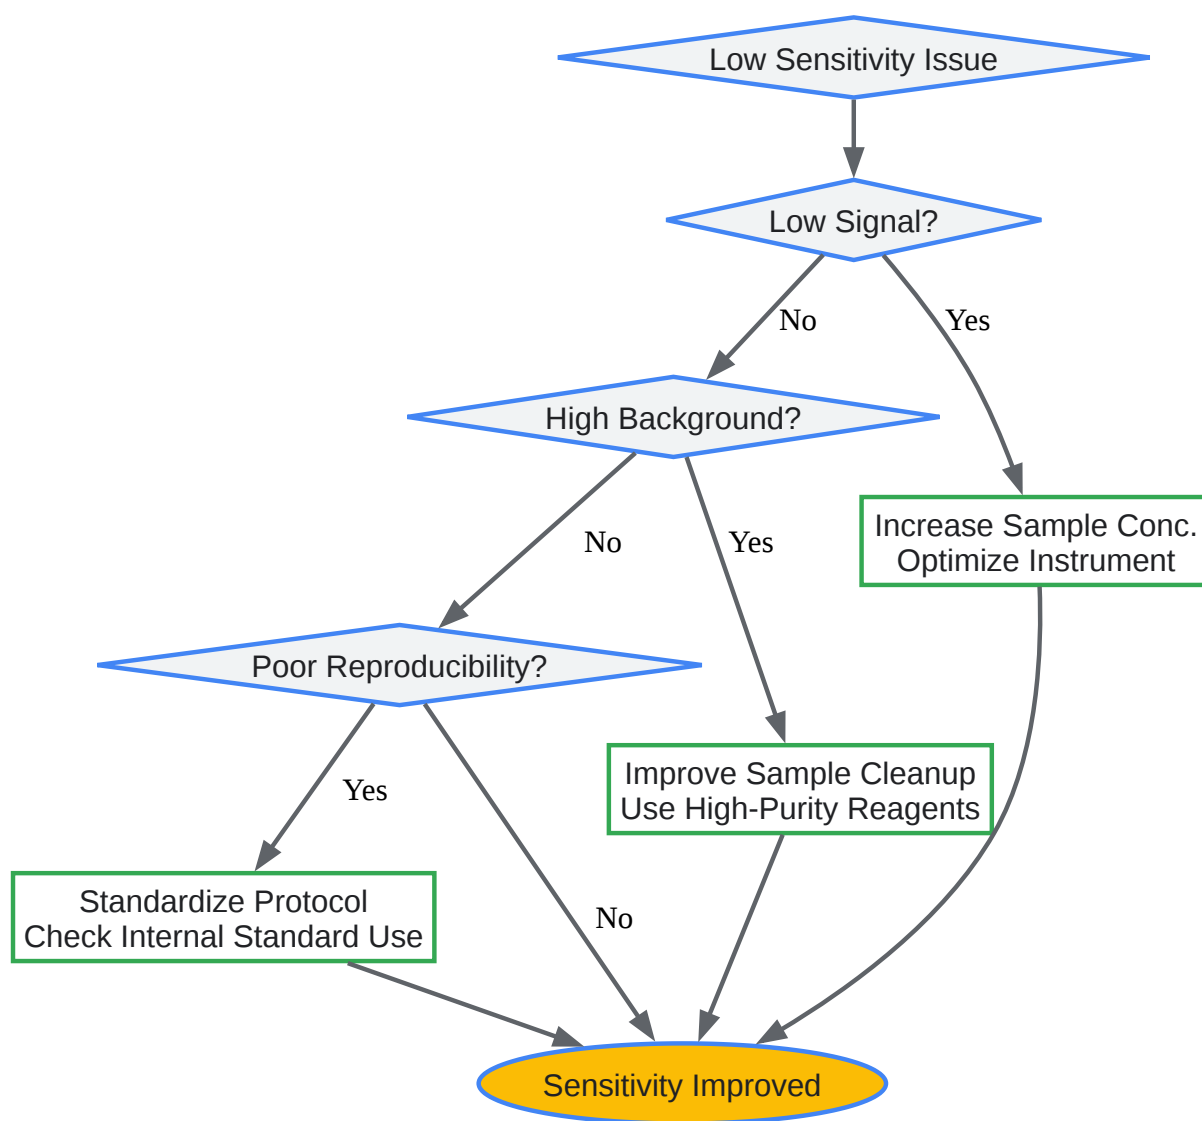 Low Sensitivity Issue
Low Signal?
No
Yes
High Background?
Increase Sample Conc.
Optimize Instrument
No
Yes
Poor Reproducibility?
Improve Sample Cleanup
Use High-Purity Reagents
Yes
Standardize Protocol
Check Internal Standard Use
No
Sensitivity Improved